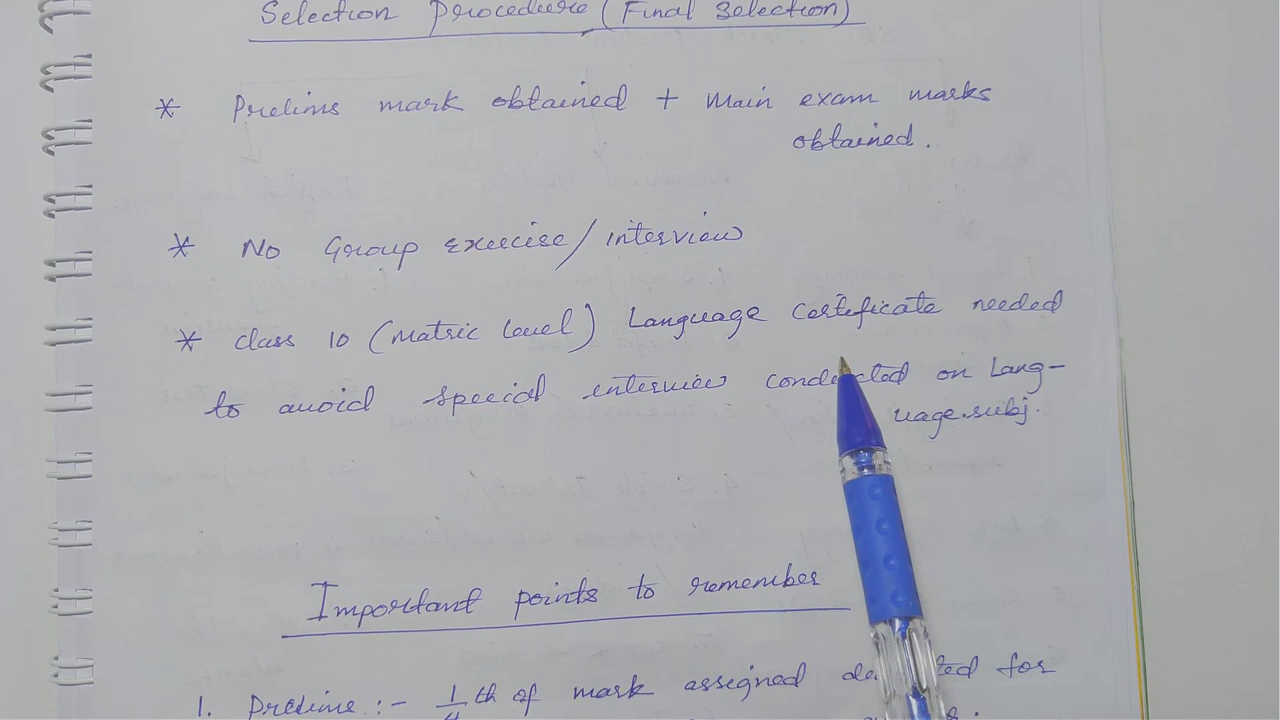 Selection Procedure (Final Selection)
* Prelims mark obtained + main exam marks
obtained.
* No Group exercise/interview
* class 10 (matric level) Language certificate needed
to avoid special interview conducted on Lang-
uage.subj.
Important points to remember
1. Prelims :- 1/4 th of mark assigned for